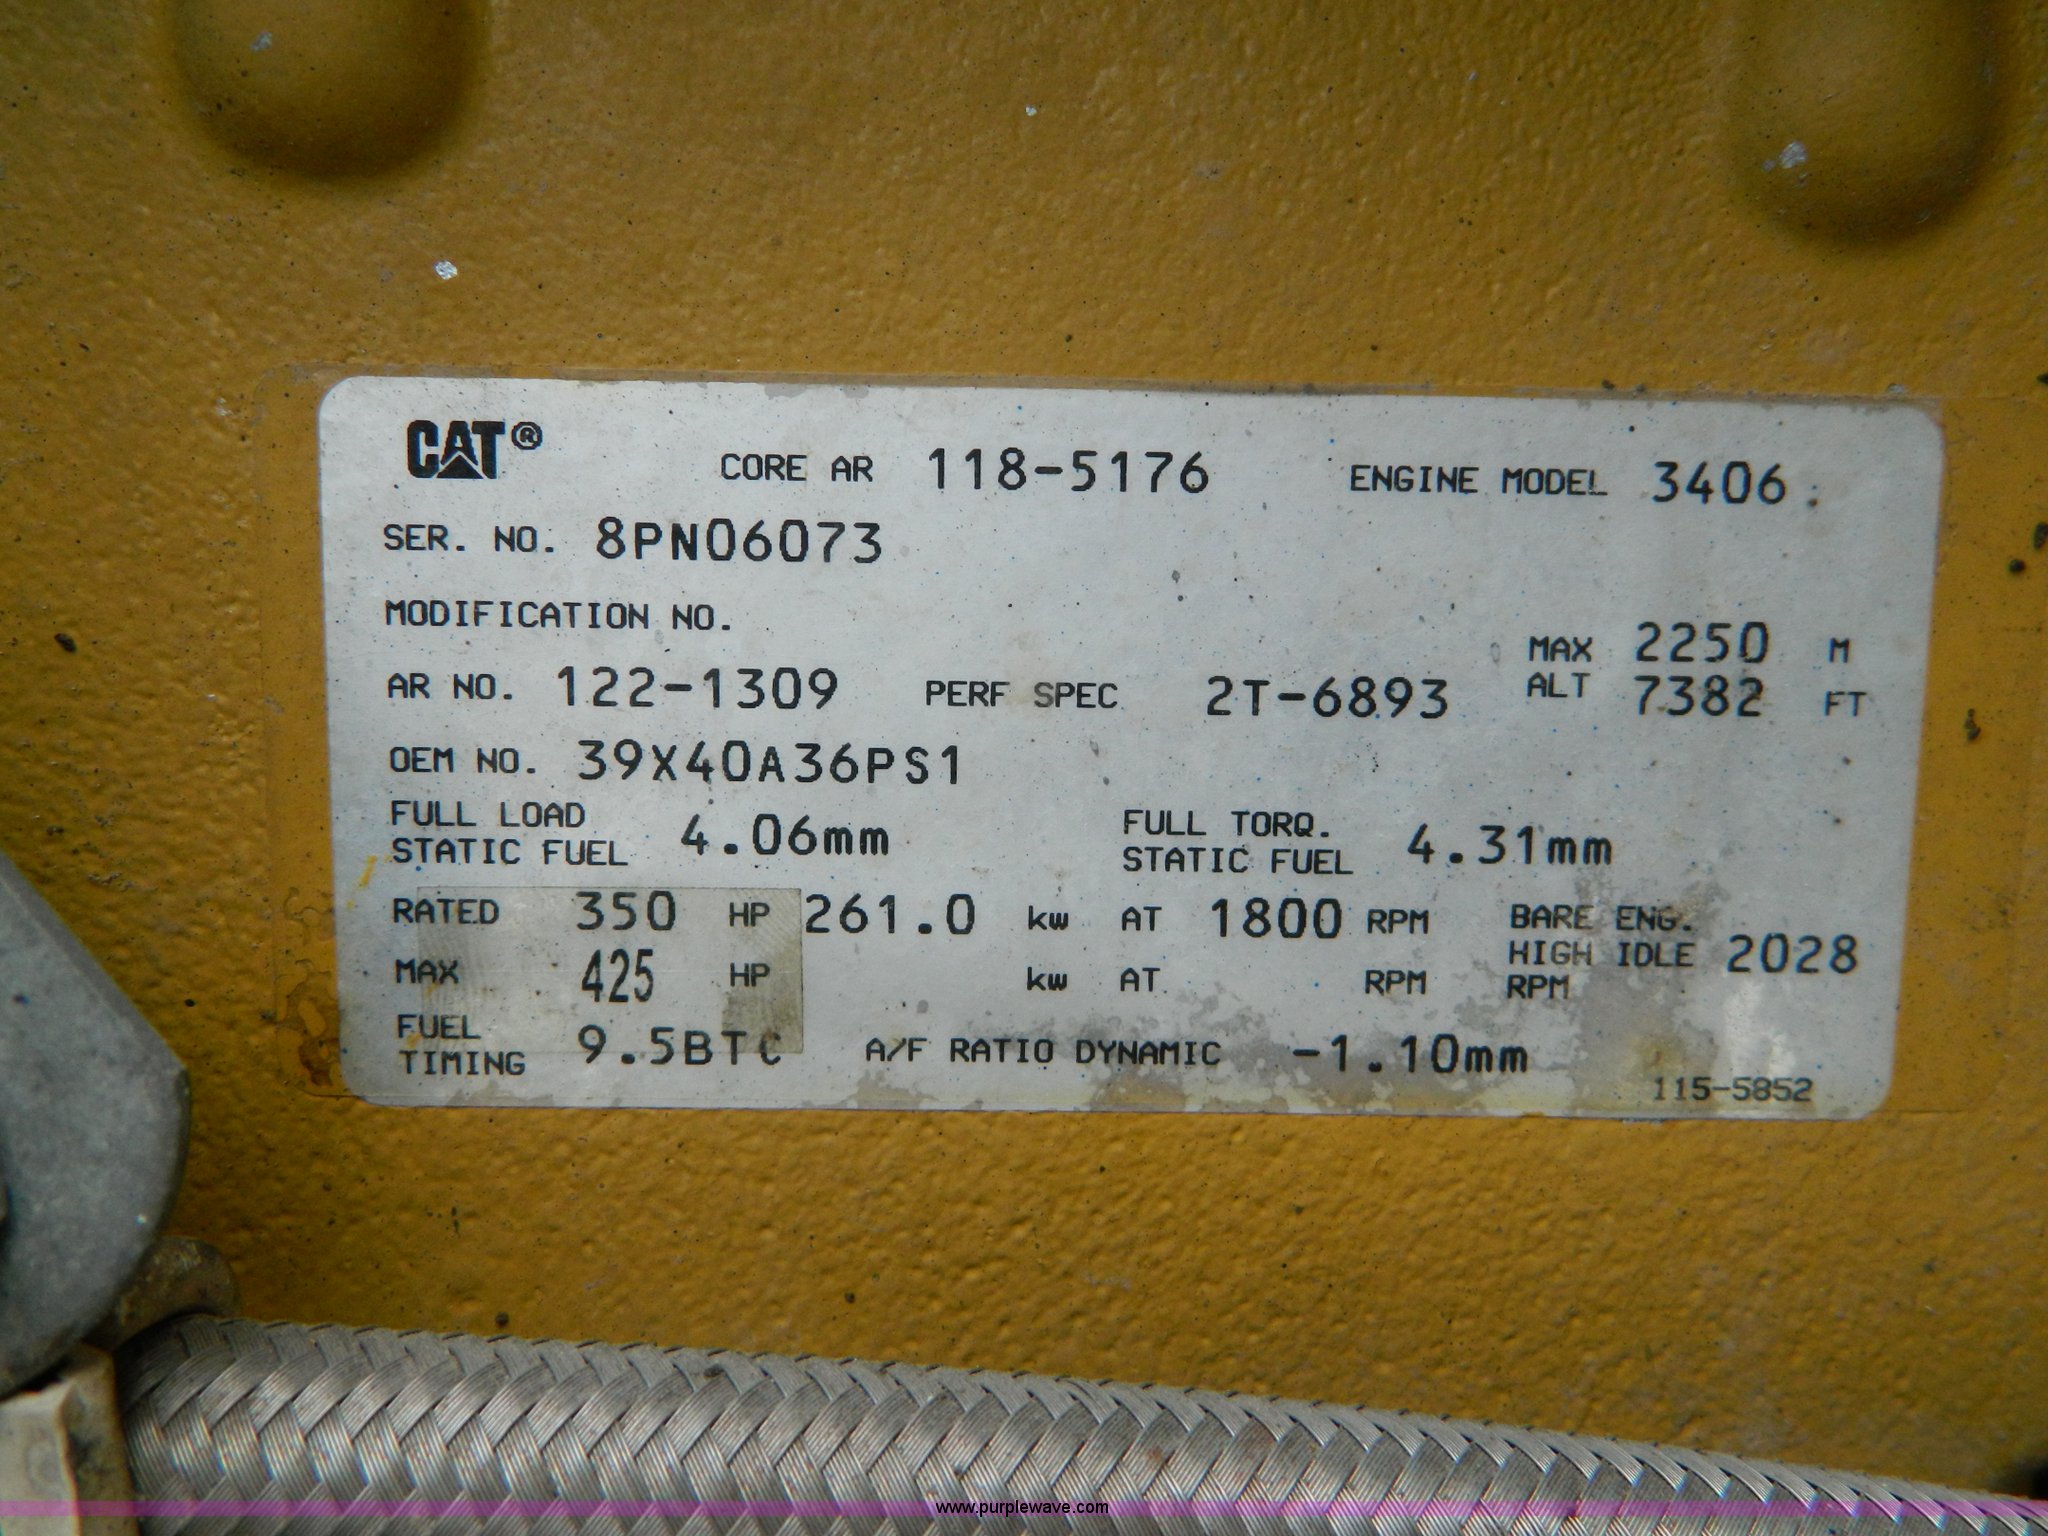 CAT® CORE AR 118-5176 ENGINE MODEL 3406
SER. NO. 8PN06073
MODIFICATION NO.
MAX ALT 2250 M 7382 FT
AR NO. 122-1309 PERF SPEC 2T-6893
OEM NO. 39X40A36PS1
FULL LOAD STATIC FUEL 4.06mm FULL TORQ. STATIC FUEL 4.31mm
RATED 350 HP 261.0 kw AT 1800 RPM BARE ENG. HIGH IDLE RPM 2028
MAX 425 HP kw AT RPM
FUEL TIMING 9.5BTC A/F RATIO DYNAMIC -1.10mm
115-5852
www.purplewave.com